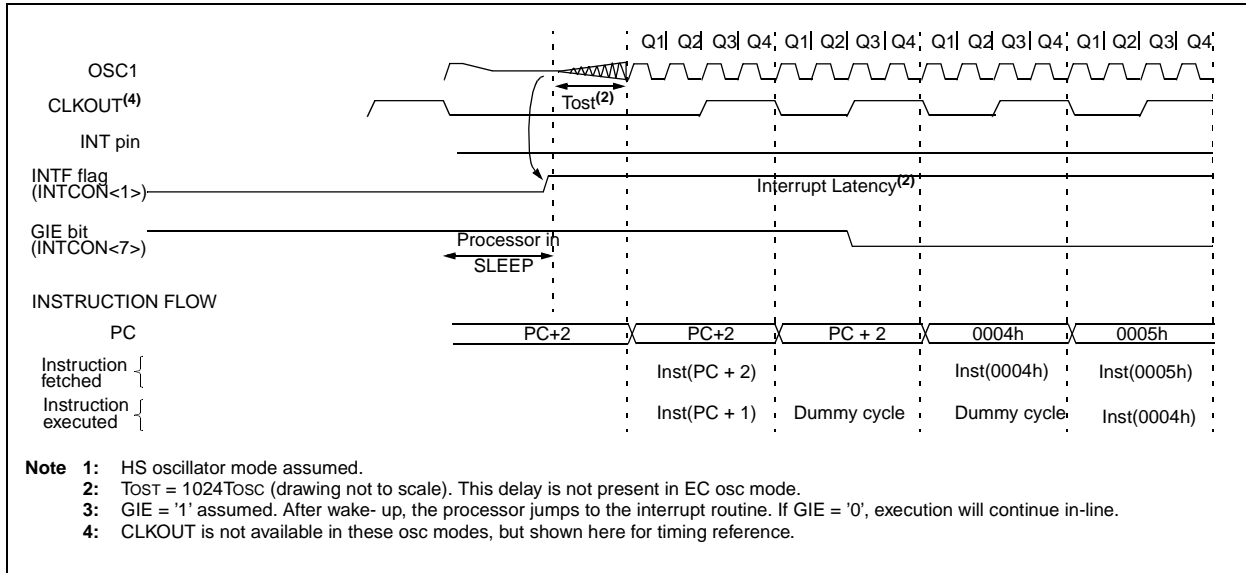 Q1 Q2 Q3 Q4 Q1 Q2 Q3 Q4 Q1 Q2 Q3 Q4 Q1 Q2 Q3 Q4
OSC1
Tost(2)
CLKOUT(4)
INT pin
INTF flag
(INTCON<1>)
Interrupt Latency(2)
GIE bit
(INTCON<7>)
Processor in
SLEEP
INSTRUCTION FLOW
PC PC+2 PC+2 PC + 2 0004h 0005h
Instruction
fetched
Inst(PC + 2) Inst(0004h) Inst(0005h)
Instruction
executed
Inst(PC + 1) Dummy cycle Dummy cycle Inst(0004h)
Note 1: HS oscillator mode assumed.
2: TOST = 1024TOSC (drawing not to scale). This delay is not present in EC osc mode.
3: GIE = '1' assumed. After wake- up, the processor jumps to the interrupt routine. If GIE = '0', execution will continue in-line.
4: CLKOUT is not available in these osc modes, but shown here for timing reference.